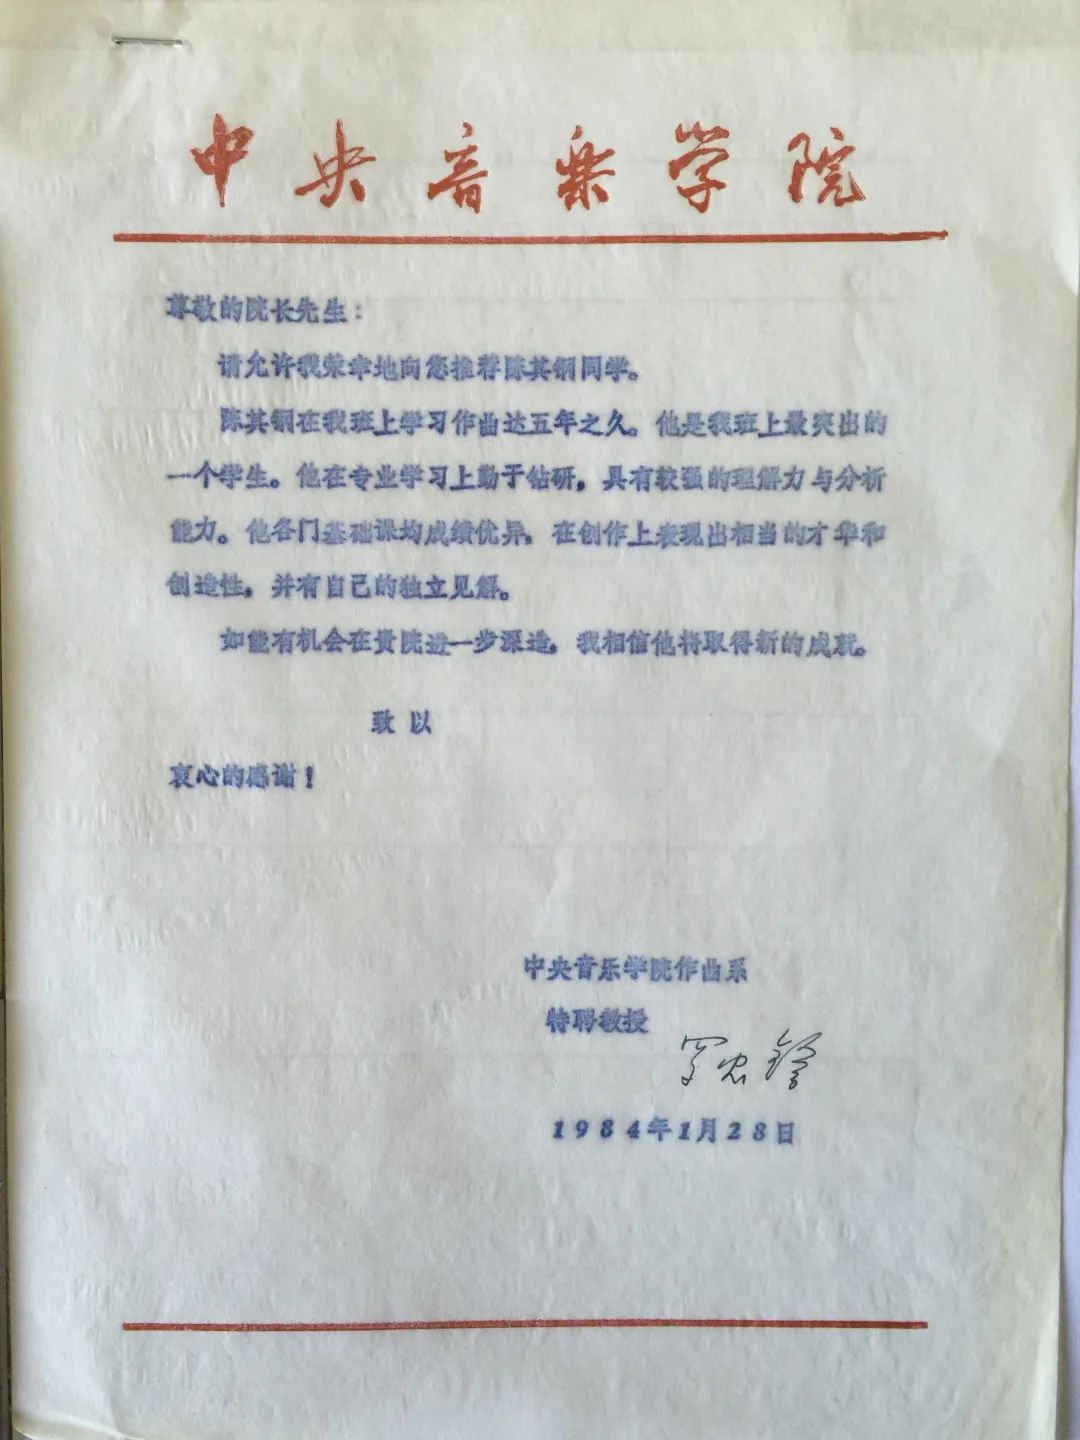 中央音乐学院
尊敬的院长先生：
请允许我荣幸地向您推荐陈其钢同学。
陈其钢在我班上学习作曲达五年之久。他是我班上最突出的
一个学生。他在专业学习上勤于钻研，具有较强的理解力与分析
能力。他各门基础课均成绩优异，在创作上表现出相当的才华和
创造性，并有自己的独立见解。
如能有机会在贵院进一步深造，我相信他将取得新的成就。
致以
衷心的感谢！
中央音乐学院作曲系
特聘教授
罗忠镕
1984年1月28日